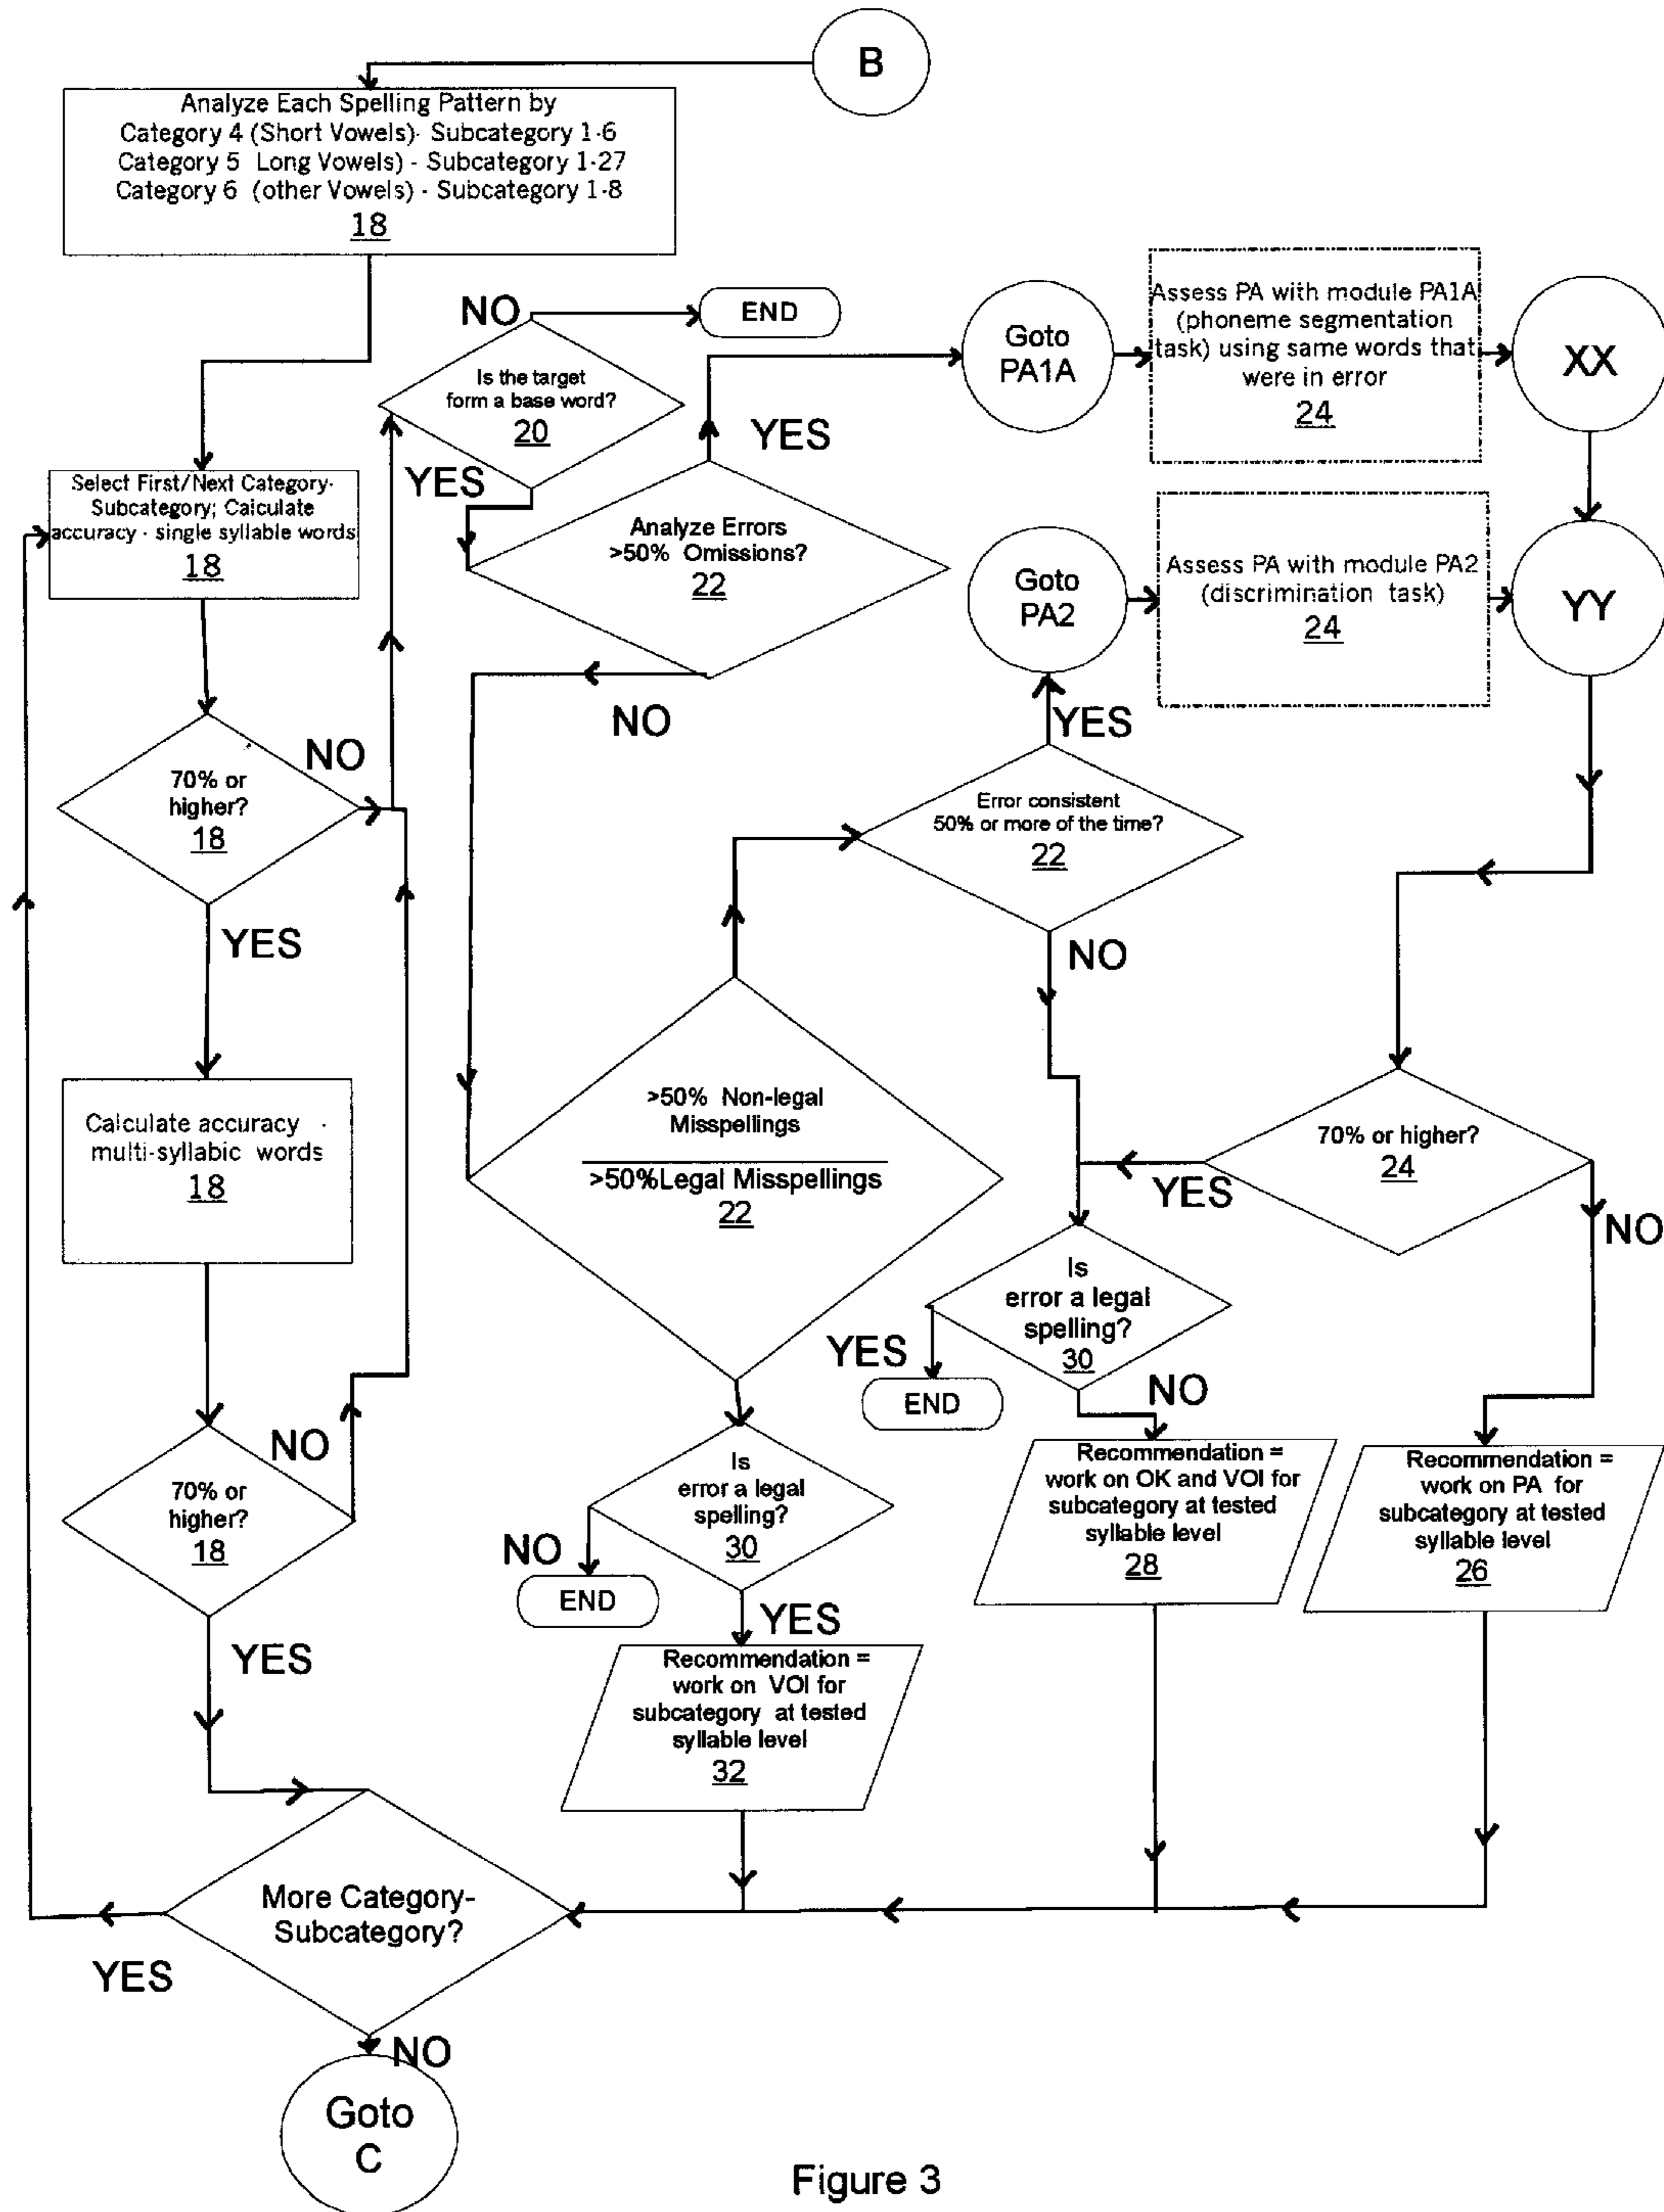 B
Analyze Each Spelling Pattern by
Category 4 (Short Vowels)- Subcategory 1-6
Category 5 Long Vowels) - Subcategory 1-27
Category 6 (other Vowels) - Subcategory 1-8
18
NO
END
Is the target
form a base word?
20
YES
Goto
PA1A
Assess PA with module PA1A
(phoneme segmentation
task) using same words that
were in error
24
XX
Select First/Next Category-
Subcategory; Calculate
accuracy - single syllable words
18
YES
Analyze Errors
>50% Omissions?
22
NO
Goto
PA2
Assess PA with module PA2
(discrimination task)
24
YY
70% or
higher?
18
NO
YES
YES
Error consistent
50% or more of the time?
22
NO
Calculate accuracy -
multi-syllabic words
18
>50% Non-legal
Misspellings
>50%Legal Misspellings
22
70% or higher?
24
YES
NO
Is
error a legal
spelling?
30
YES
END
NO
70% or
higher?
18
NO
YES
Is
error a legal
spelling?
30
NO
END
YES
Recommendation =
work on OK and VOI for
subcategory at tested
syllable level
28
Recommendation =
work on PA for
subcategory at tested
syllable level
26
Recommendation =
work on VOI for
subcategory at tested
syllable level
32
More Category-
Subcategory?
YES
NO
Goto
C
Figure 3